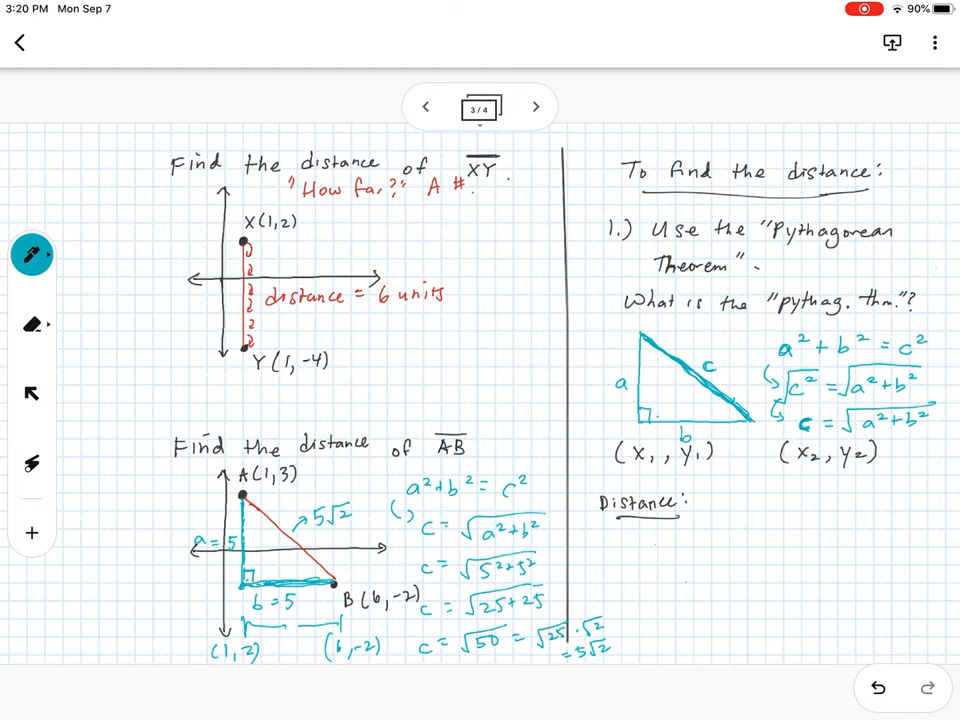 3:20 PM Mon Sep 7
90%
3 / 4
Find the distance of XY.
"How far?" A #.
X(1,2)
distance = 6 units
Y(1, -4)
Find the distance of AB
A(1,3)
5√2
a = 5
b = 5
B(6,-2)
(1,2)
(6,-2)
a² + b² = c²
c = √a² + b²
c = √5² + 5²
c = √25 + 25
c = √50 = √25 · √2
= 5√2
To find the distance:
1.) Use the "Pythagorean
Theorem".
What is the "pythag. thm."?
a
b
c
a² + b² = c²
√c² = √a² + b²
c = √a² + b²
(x₁, y₁) (x₂, y₂)
Distance: